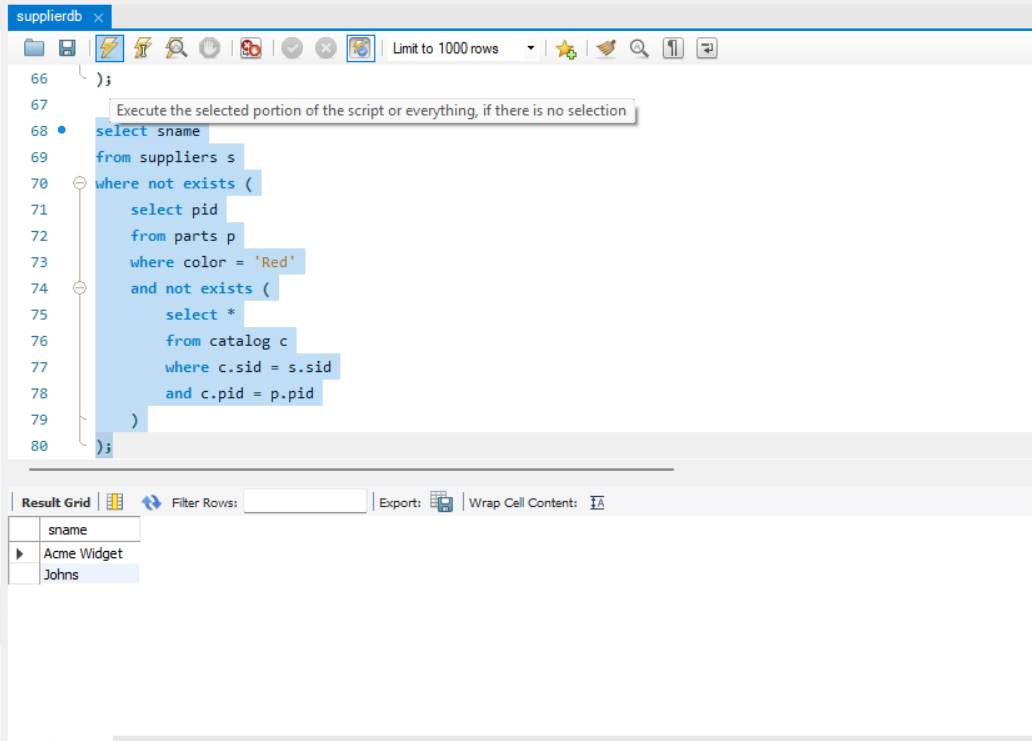 supplierdb
Limit to 1000 rows
66 );
67
Execute the selected portion of the script or everything, if there is no selection
68 select sname
69 from suppliers s
70 where not exists (
71 select pid
72 from parts p
73 where color = 'Red'
74 and not exists (
75 select *
76 from catalog c
77 where c.sid = s.sid
78 and c.pid = p.pid
79 )
80 );
Result Grid Filter Rows: Export: Wrap Cell Content: IA
sname
Acme Widget
Johns